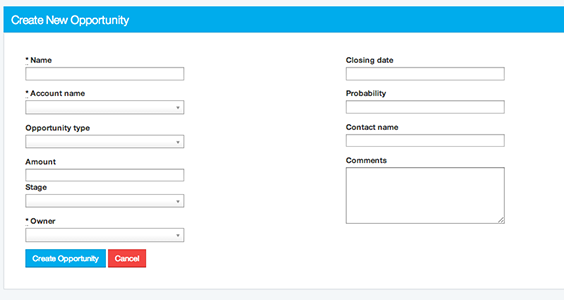 Create New Opportunity
* Name
* Account name
Opportunity type
Amount
Stage
* Owner
Create Opportunity Cancel
Closing date
Probability
Contact name
Comments